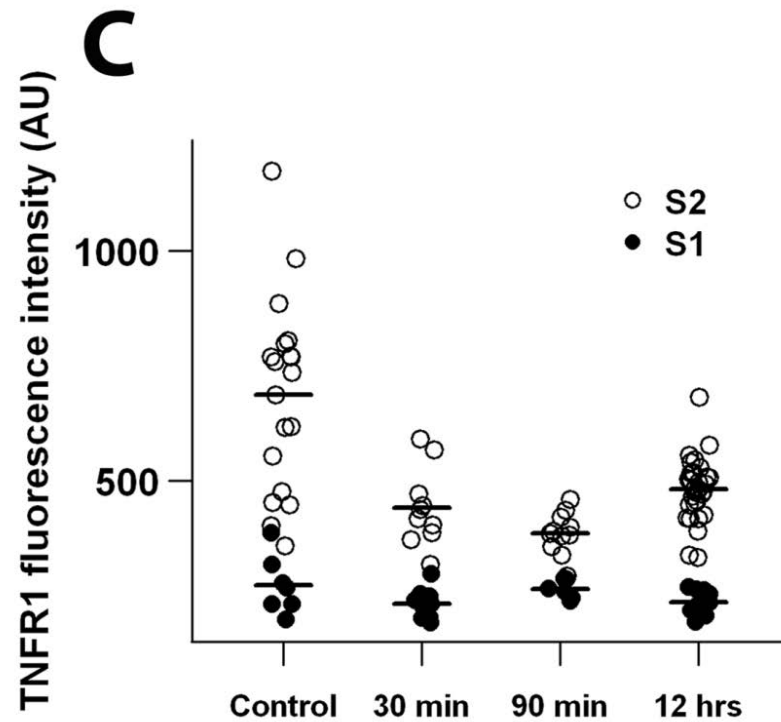 C
TNFR1 fluorescence intensity (AU)
1000
500
S2
S1
Control 30 min 90 min 12 hrs